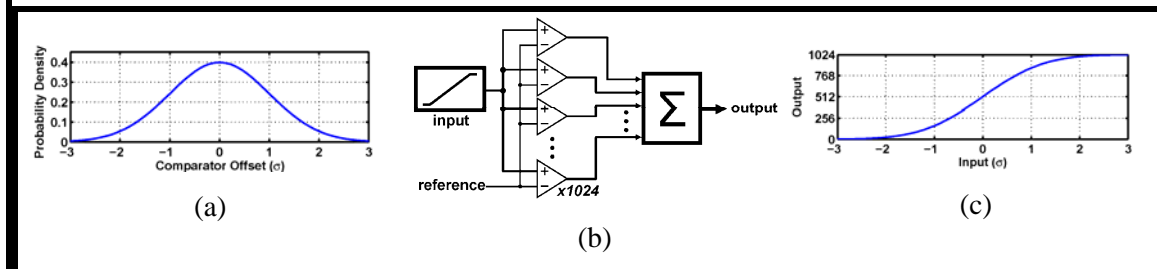 Probability Density
0.4
0.3
0.2
0.1
0
−3 −2 −1 0 1 2 3
Comparator Offset (σ)
(a)
input
reference
+
−
+
−
+
−
+
−
x1024
Σ
output
(b)
Output
1024
768
512
256
0
−3 −2 −1 0 1 2 3
Input (σ)
(c)